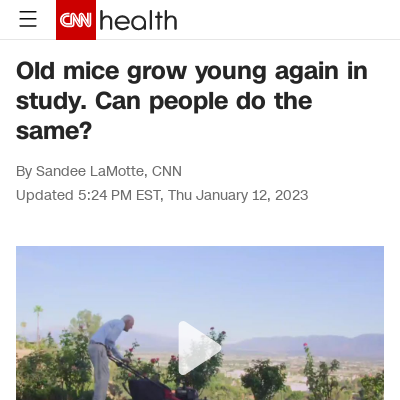 CNN health
Old mice grow young again in
study. Can people do the
same?
By Sandee LaMotte, CNN
Updated 5:24 PM EST, Thu January 12, 2023